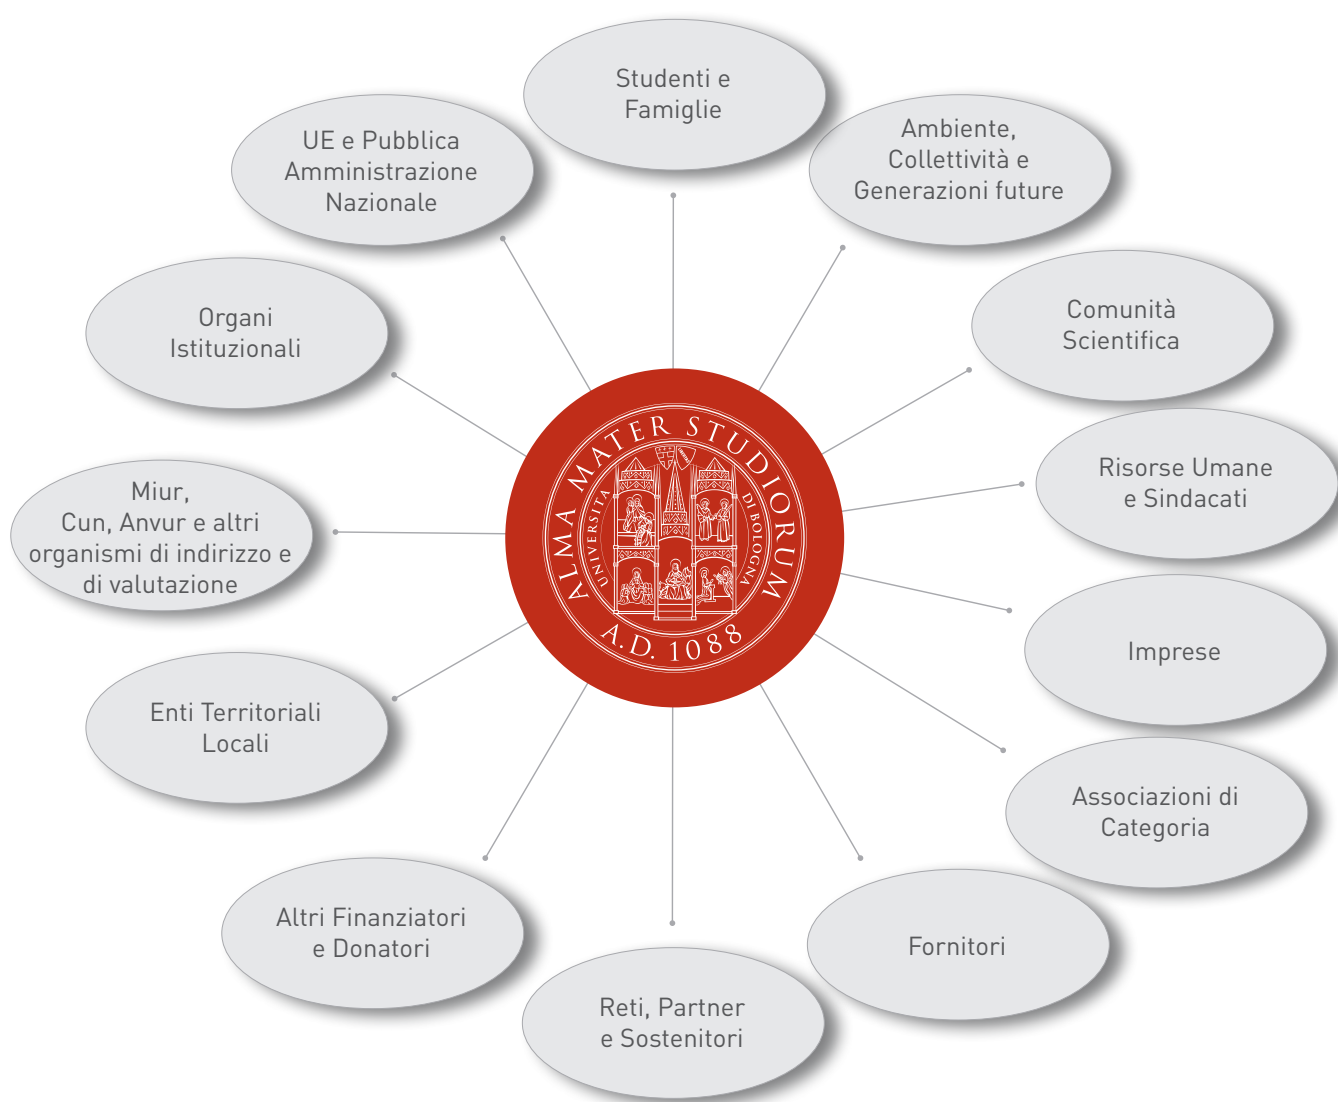 Studenti e
Famiglie
UE e Pubblica
Amministrazione
Nazionale
Ambiente,
Collettività e
Generazioni future
Organi
Istituzionali
Comunità
Scientifica
Risorse Umane
e Sindacati
Miur,
Cun, Anvur e altri
organismi di indirizzo e
di valutazione
ALMA MATER STUDIORUM
UNIVERSITÀ DI BOLOGNA
A.D. 1088
Imprese
Enti Territoriali
Locali
Associazioni di
Categoria
Altri Finanziatori
e Donatori
Fornitori
Reti, Partner
e Sostenitori